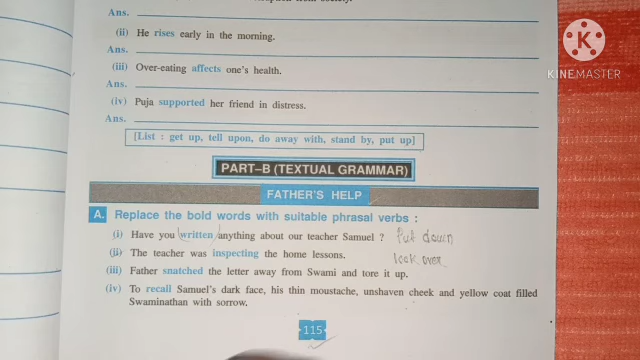 from society.
Ans.
(ii) He rises early in the morning.
Ans.
(iii) Over-eating affects one's health.
Ans.
(iv) Puja supported her friend in distress.
Ans.
[List : get up, tell upon, do away with, stand by, put up]
PART–B (TEXTUAL GRAMMAR)
FATHER'S HELP
A. Replace the bold words with suitable phrasal verbs :
(i) Have you written anything about our teacher Samuel ? Put down
(ii) The teacher was inspecting the home lessons. look over
(iii) Father snatched the letter away from Swami and tore it up.
(iv) To recall Samuel's dark face, his thin moustache, unshaven cheek and yellow coat filled
Swaminathan with sorrow.
115
K
KINEMASTER